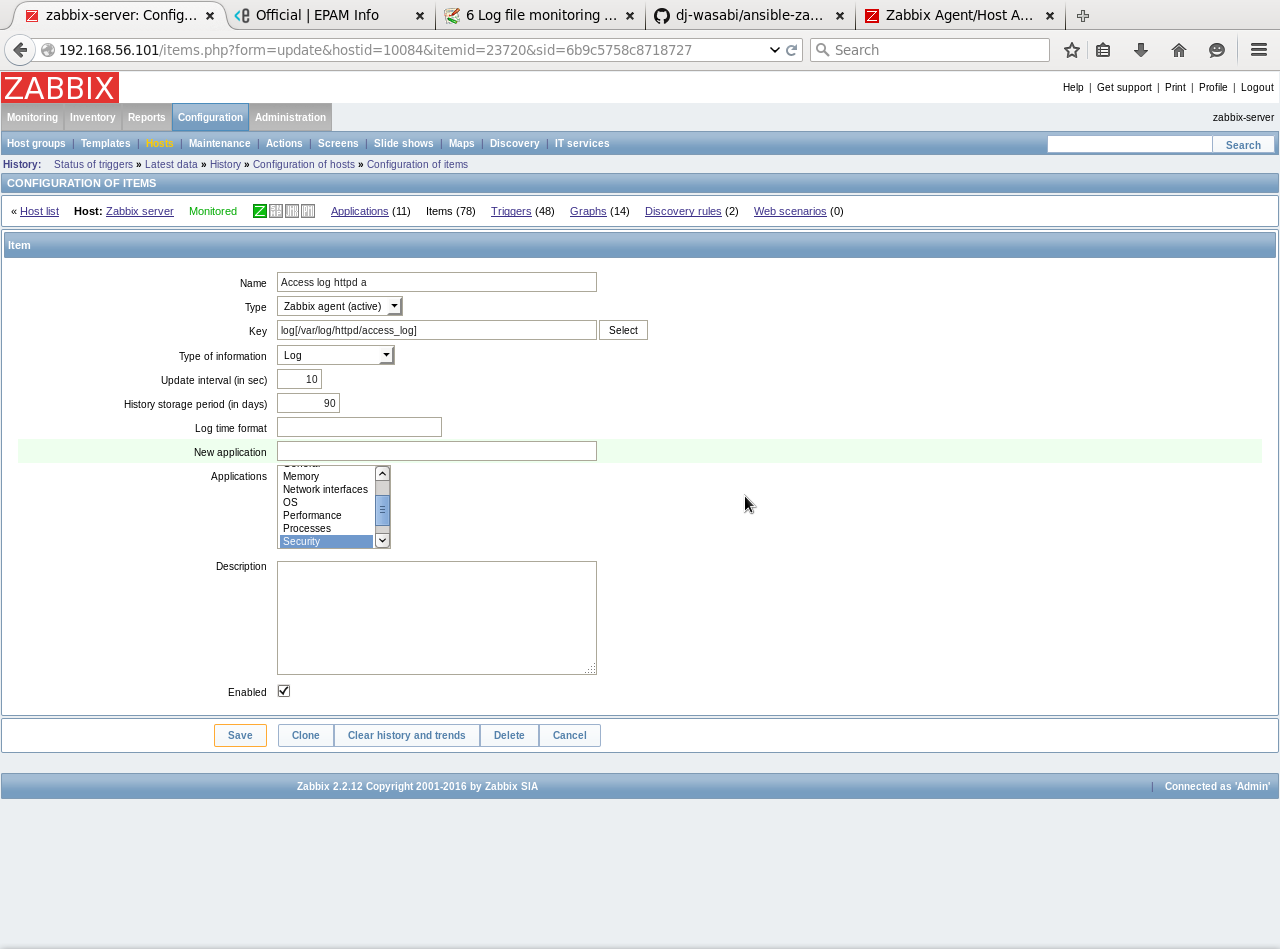 zabbix-server: Config... Official | EPAM Info 6 Log file monitoring ... dj-wasabi/ansible-za... Zabbix Agent/Host A...
192.168.56.101/items.php?form=update&hostid=10084&itemid=23720&sid=6b9c5758c8718727 Search
ZABBIX Help | Get support | Print | Profile | Logout
Monitoring Inventory Reports Configuration Administration zabbix-server
Host groups | Templates | Hosts | Maintenance | Actions | Screens | Slide shows | Maps | Discovery | IT services Search
History: Status of triggers » Latest data » History » Configuration of hosts » Configuration of items
CONFIGURATION OF ITEMS
« Host list Host: Zabbix server Monitored Applications (11) Items (78) Triggers (48) Graphs (14) Discovery rules (2) Web scenarios (0)
Item
Name Access log httpd a
Type Zabbix agent (active)
Key log[/var/log/httpd/access_log] Select
Type of information Log
Update interval (in sec) 10
History storage period (in days) 90
Log time format
New application
Applications
Memory
Network interfaces
OS
Performance
Processes
Security
Description
Enabled
Save Clone Clear history and trends Delete Cancel
Zabbix 2.2.12 Copyright 2001-2016 by Zabbix SIA | Connected as 'Admin'